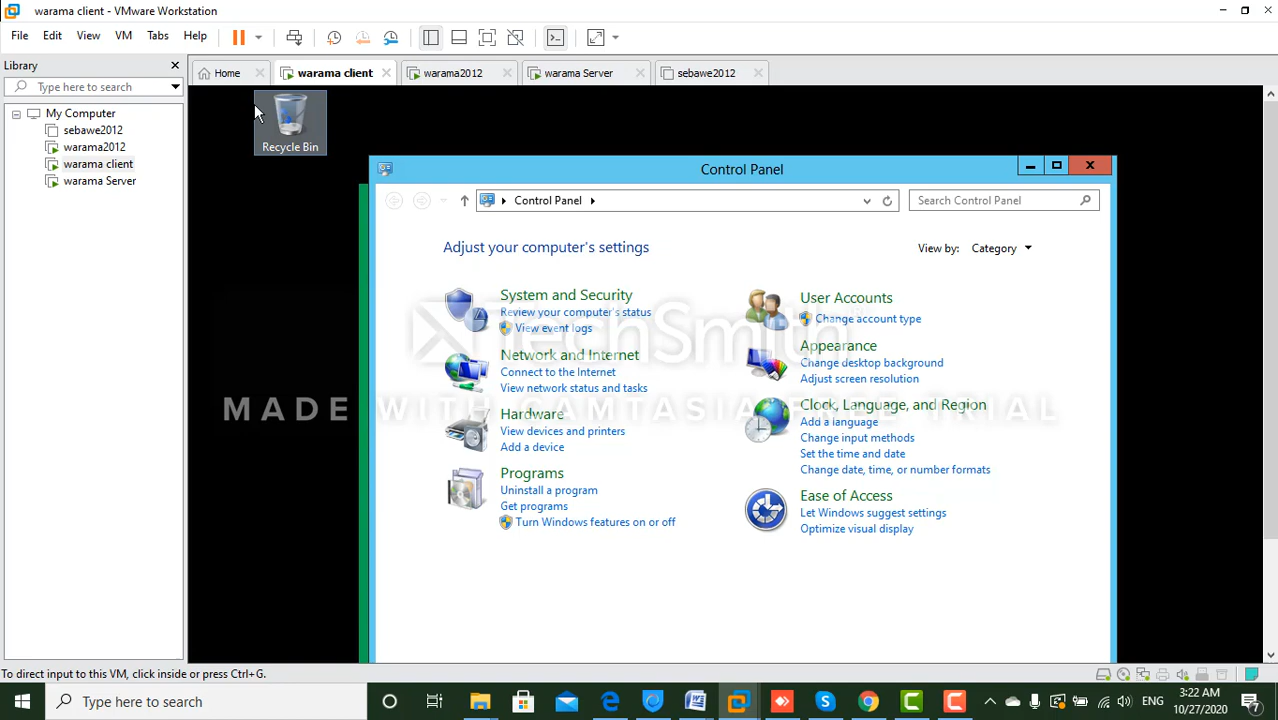 warama client - VMware Workstation
File Edit View VM Tabs Help
Library
Type here to search
My Computer
sebawe2012
warama2012
warama client
warama Server
Home
warama client
warama2012
warama Server
sebawe2012
Recycle Bin
Control Panel
Control Panel
Search Control Panel
Adjust your computer's settings
View by: Category
System and Security
Review your computer's status
View event logs
Network and Internet
Connect to the Internet
View network status and tasks
Hardware
View devices and printers
Add a device
Programs
Uninstall a program
Get programs
Turn Windows features on or off
User Accounts
Change account type
Appearance
Change desktop background
Adjust screen resolution
Clock, Language, and Region
Add a language
Change input methods
Set the time and date
Change date, time, or number formats
Ease of Access
Let Windows suggest settings
Optimize visual display
TechSmith
MADE WITH CAMTASIA FREE TRIAL
To direct input to this VM, click inside or press Ctrl+G.
Type here to search
ENG
3:22 AM
10/27/2020
7